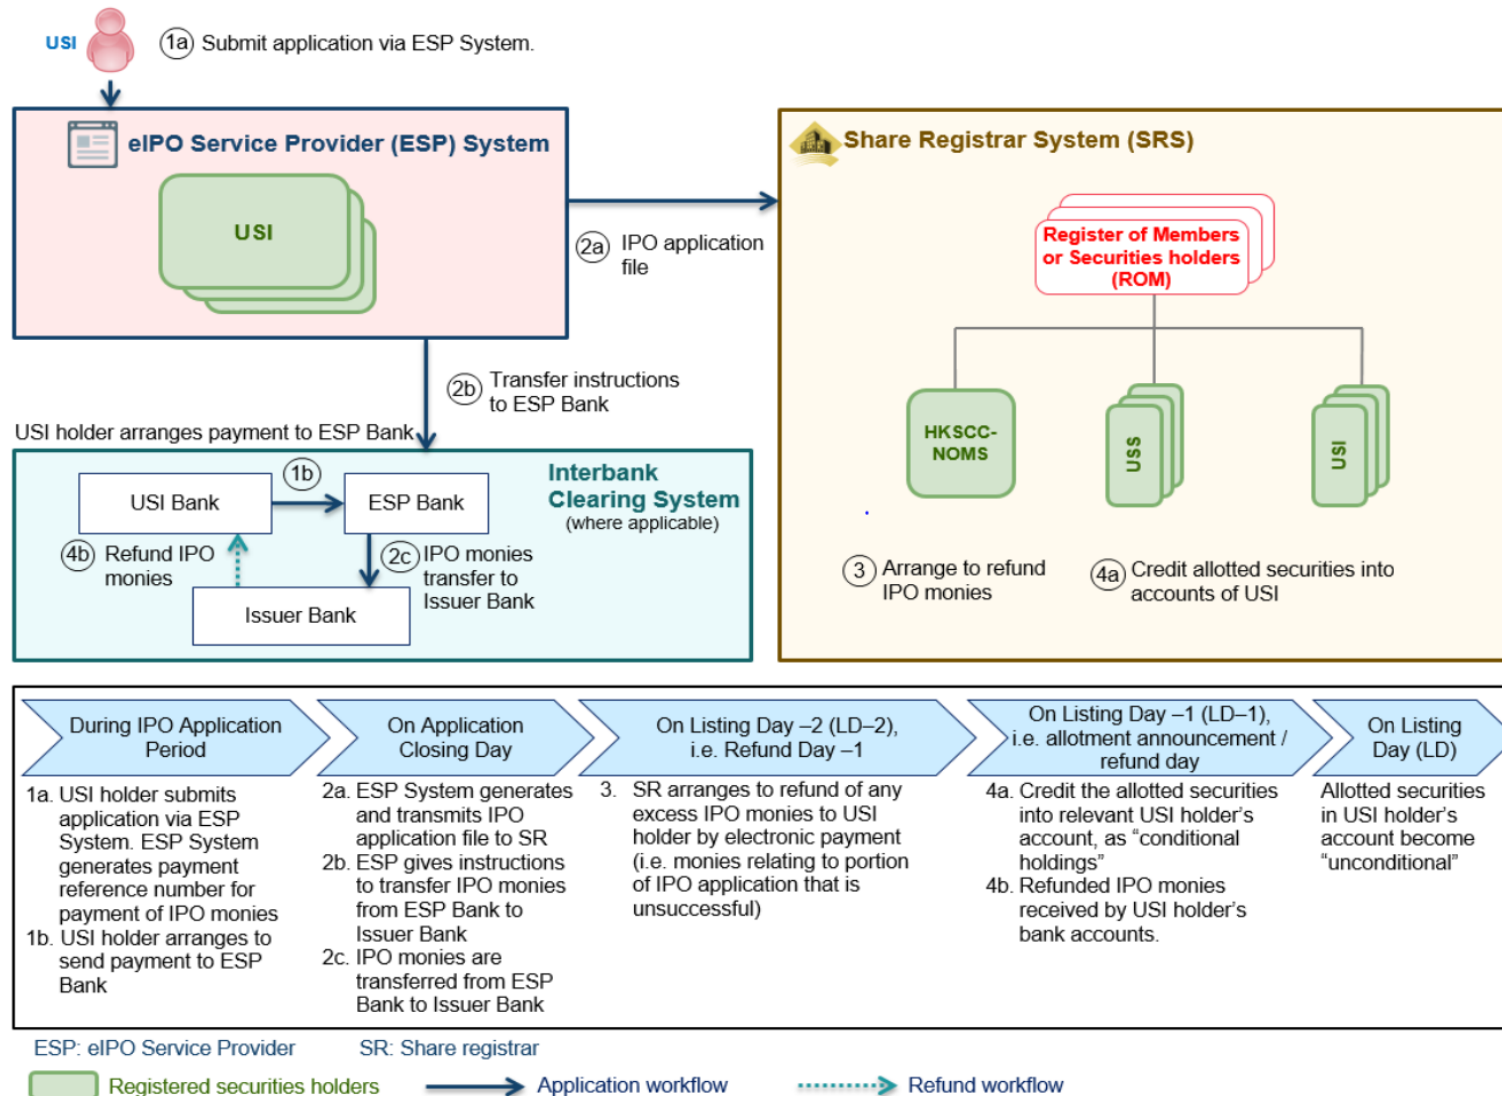 USI
1a Submit application via ESP System.
eIPO Service Provider (ESP) System
USI
2a IPO application
file
Share Registrar System (SRS)
Register of Members
or Securities holders
(ROM)
HKSCC-
NOMS
USS
USI
3 Arrange to refund
IPO monies
4a Credit allotted securities into
accounts of USI
2b Transfer instructions
to ESP Bank
USI holder arranges payment to ESP Bank
Interbank
Clearing System
(where applicable)
USI Bank
1b
ESP Bank
4b Refund IPO
monies
2c IPO monies
transfer to
Issuer Bank
Issuer Bank
During IPO Application
Period
1a. USI holder submits
application via ESP
System. ESP System
generates payment
reference number for
payment of IPO monies
1b. USI holder arranges to
send payment to ESP
Bank
On Application
Closing Day
2a. ESP System generates
and transmits IPO
application file to SR
2b. ESP gives instructions
to transfer IPO monies
from ESP Bank to
Issuer Bank
2c. IPO monies are
transferred from ESP
Bank to Issuer Bank
On Listing Day –2 (LD–2),
i.e. Refund Day –1
3. SR arranges to refund of any
excess IPO monies to USI
holder by electronic payment
(i.e. monies relating to portion
of IPO application that is
unsuccessful)
On Listing Day –1 (LD–1),
i.e. allotment announcement /
refund day
4a. Credit the allotted securities
into relevant USI holder's
account, as "conditional
holdings"
4b. Refunded IPO monies
received by USI holder's
bank accounts.
On Listing
Day (LD)
Allotted securities
in USI holder's
account become
"unconditional"
ESP: eIPO Service Provider SR: Share registrar
Registered securities holders Application workflow Refund workflow